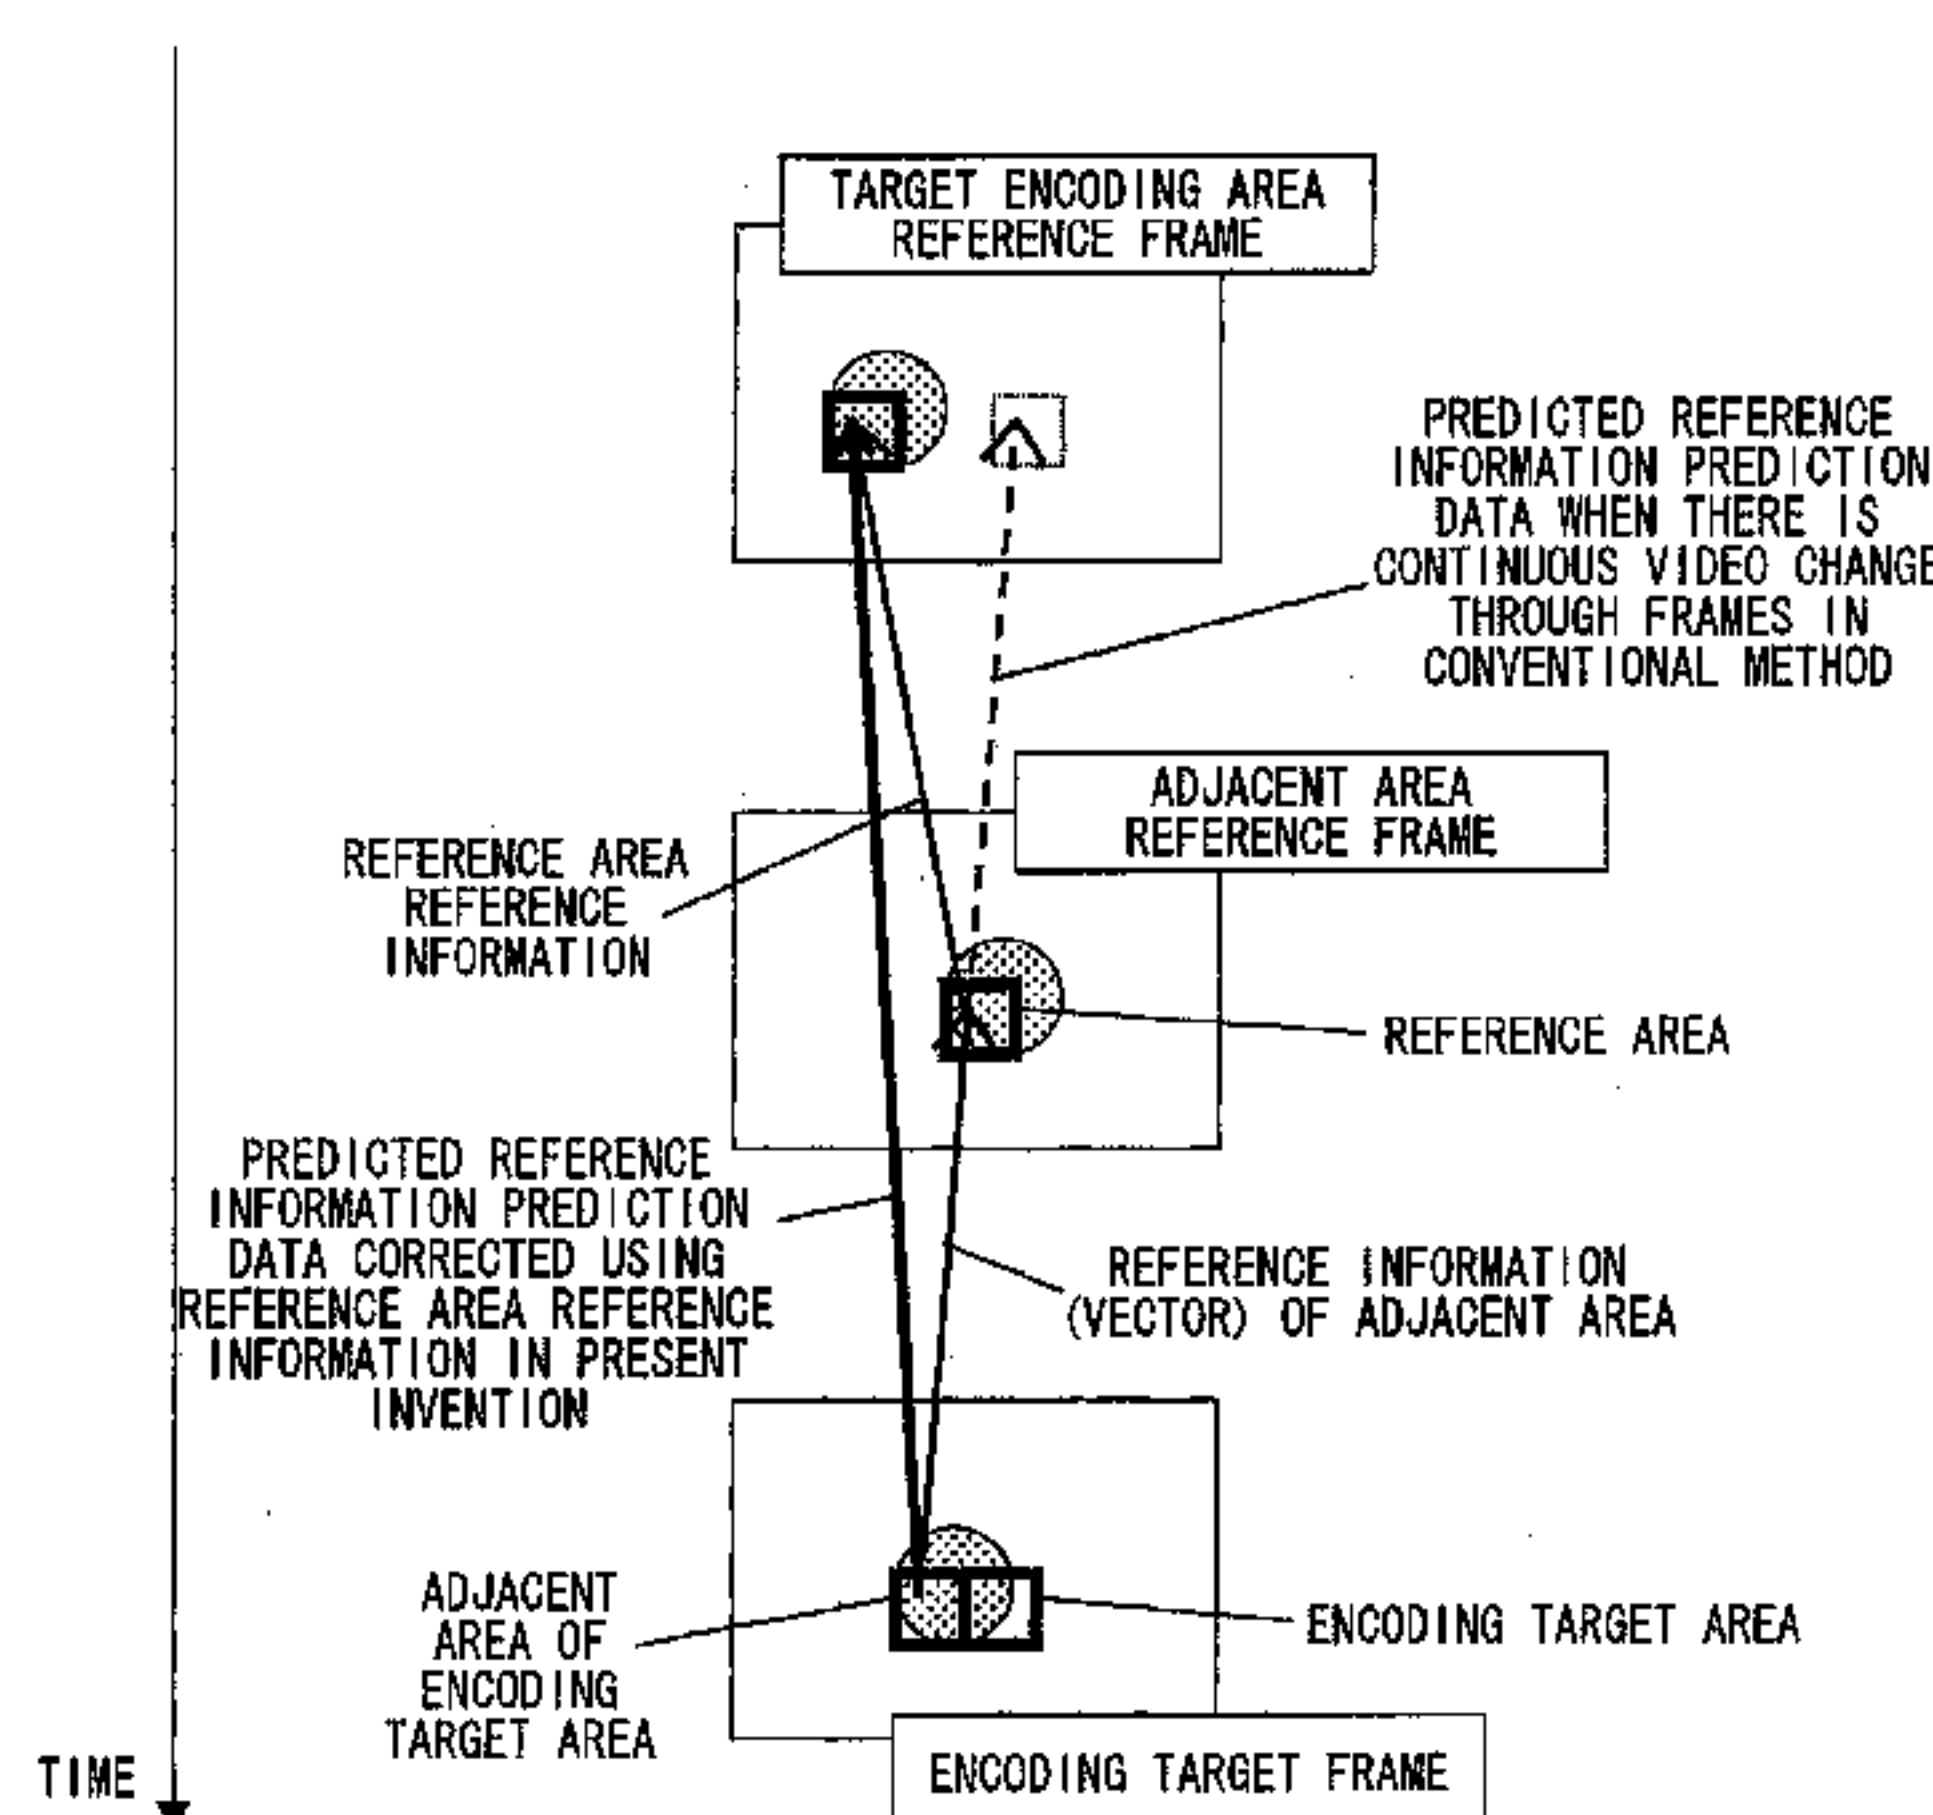 TARGET ENCODING AREA
REFERENCE FRAME
PREDICTED REFERENCE
INFORMATION PREDICTION
DATA WHEN THERE IS
CONTINUOUS VIDEO CHANGE
THROUGH FRAMES IN
CONVENTIONAL METHOD
ADJACENT AREA
REFERENCE FRAME
REFERENCE AREA
REFERENCE
INFORMATION
REFERENCE AREA
PREDICTED REFERENCE
INFORMATION PREDICTION
DATA CORRECTED USING
REFERENCE AREA REFERENCE
INFORMATION IN PRESENT
INVENTION
REFERENCE INFORMATION
(VECTOR) OF ADJACENT AREA
ADJACENT
AREA OF
ENCODING
TARGET AREA
ENCODING TARGET AREA
TIME
ENCODING TARGET FRAME